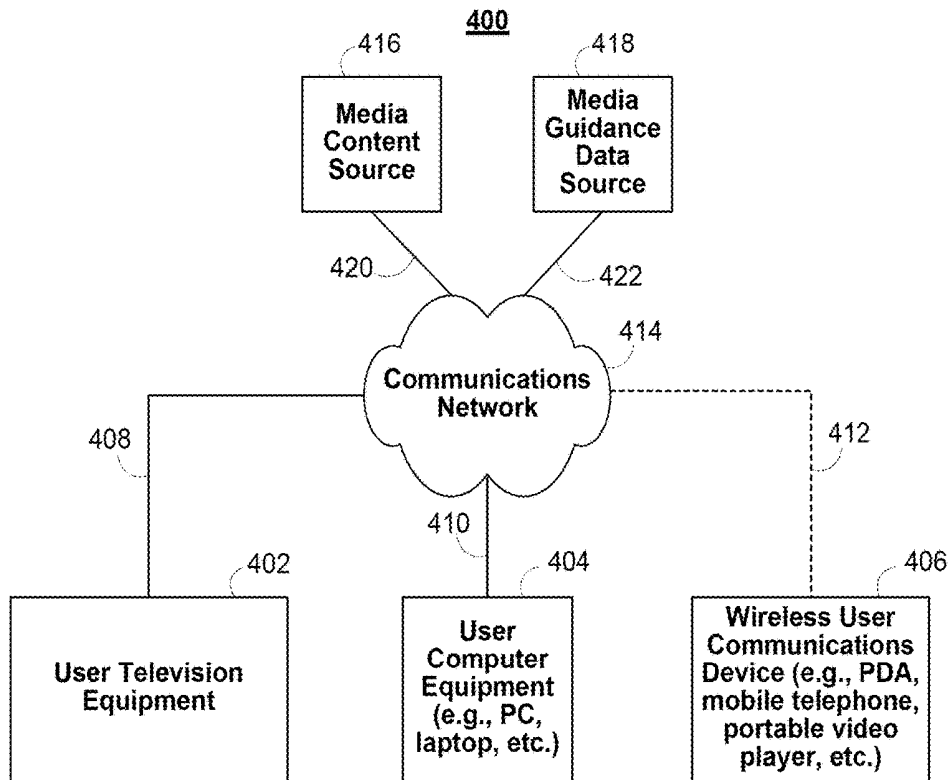 400
416
418
Media
Content
Source
Media
Guidance
Data
Source
420
422
414
Communications
Network
408
412
410
402
404
406
User Television
Equipment
User
Computer
Equipment
(e.g., PC,
laptop, etc.)
Wireless User
Communications
Device (e.g., PDA,
mobile telephone,
portable video
player, etc.)